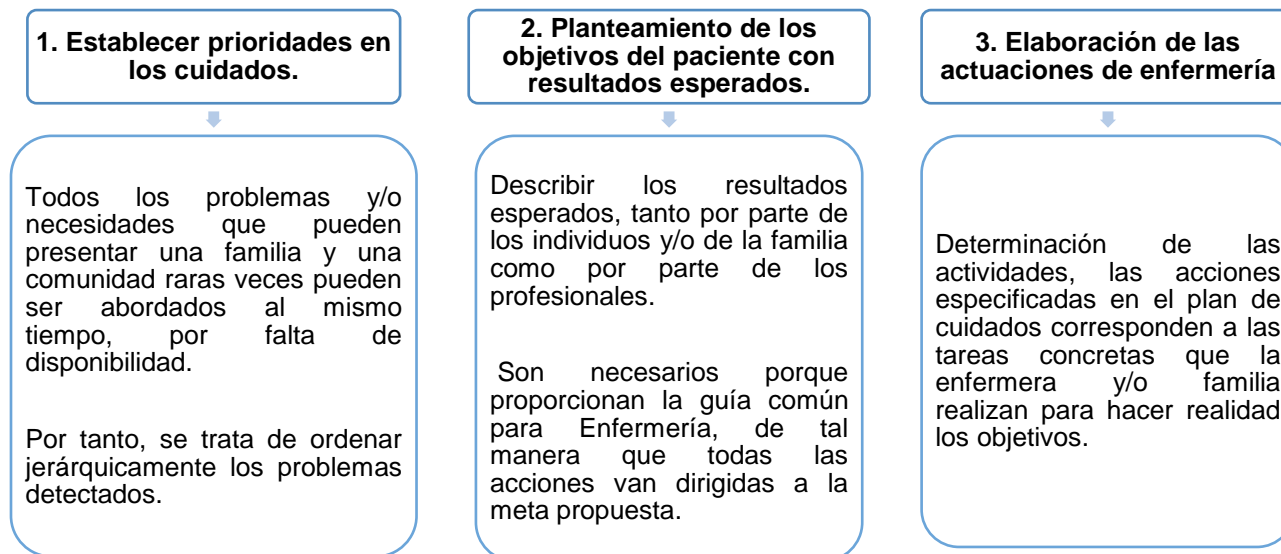 1. Establecer prioridades en
los cuidados.
Todos los problemas y/o
necesidades que pueden
presentar una familia y una
comunidad raras veces pueden
ser abordados al mismo
tiempo, por falta de
disponibilidad.
Por tanto, se trata de ordenar
jerárquicamente los problemas
detectados.
2. Planteamiento de los
objetivos del paciente con
resultados esperados.
Describir los resultados
esperados, tanto por parte de
los individuos y/o de la familia
como por parte de los
profesionales.
Son necesarios porque
proporcionan la guía común
para Enfermería, de tal
manera que todas las
acciones van dirigidas a la
meta propuesta.
3. Elaboración de las
actuaciones de enfermería
Determinación de las
actividades, las acciones
especificadas en el plan de
cuidados corresponden a las
tareas concretas que la
enfermera y/o familia
realizan para hacer realidad
los objetivos.